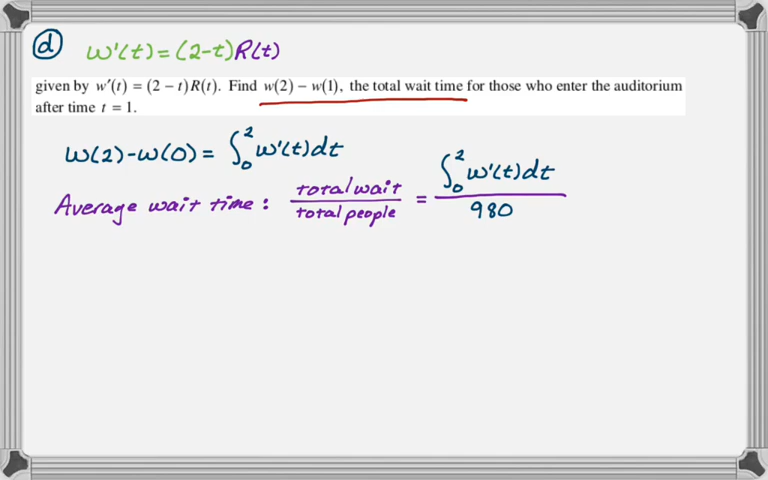 (d) w'(t) = (2-t)R(t)
given by w′(t) = (2 − t)R(t). Find w(2) − w(1), the total wait time for those who enter the auditorium
after time t = 1.
w(2)-w(0) = ∫₀² w'(t)dt
Average wait time: total wait / total people = ∫₀² w'(t)dt / 980